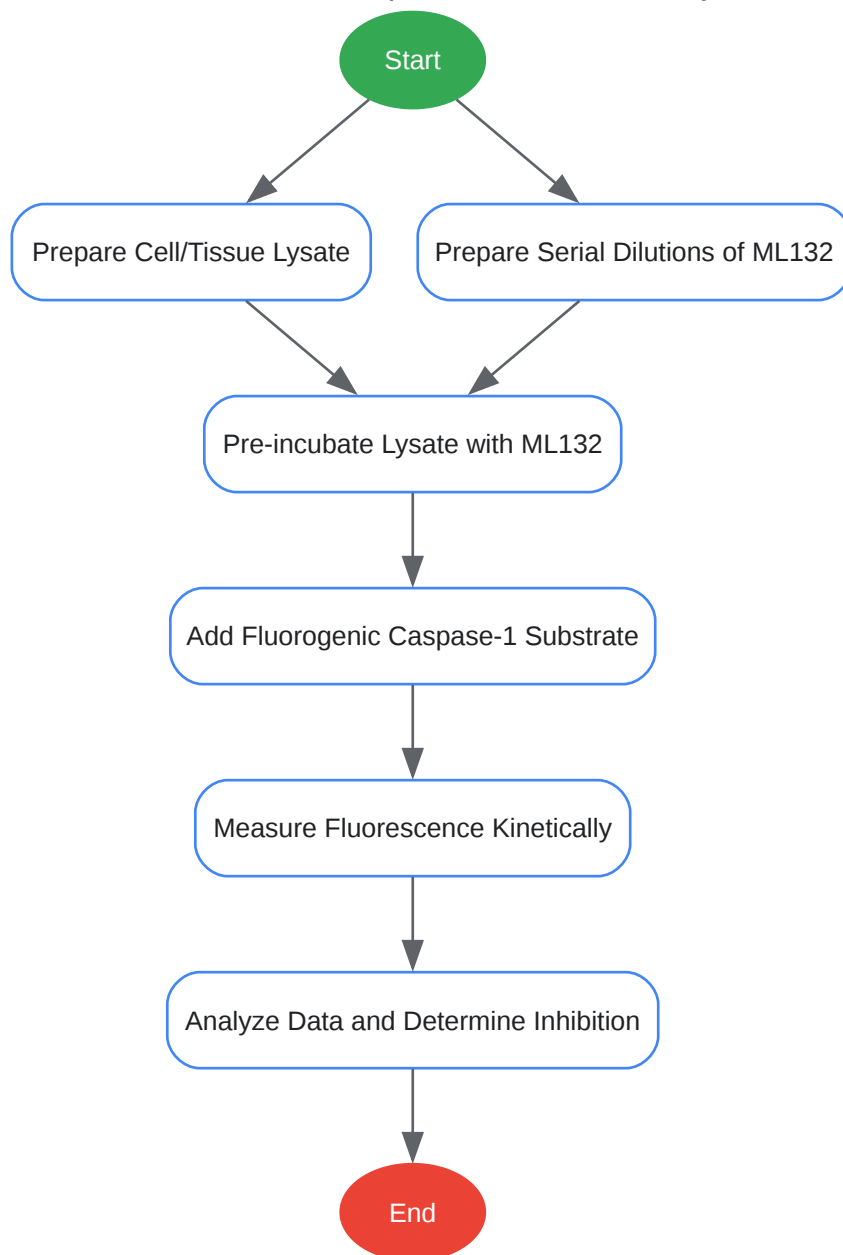 Start
Prepare Cell/Tissue Lysate
Prepare Serial Dilutions of ML132
Pre-incubate Lysate with ML132
Add Fluorogenic Caspase-1 Substrate
Measure Fluorescence Kinetically
Analyze Data and Determine Inhibition
End